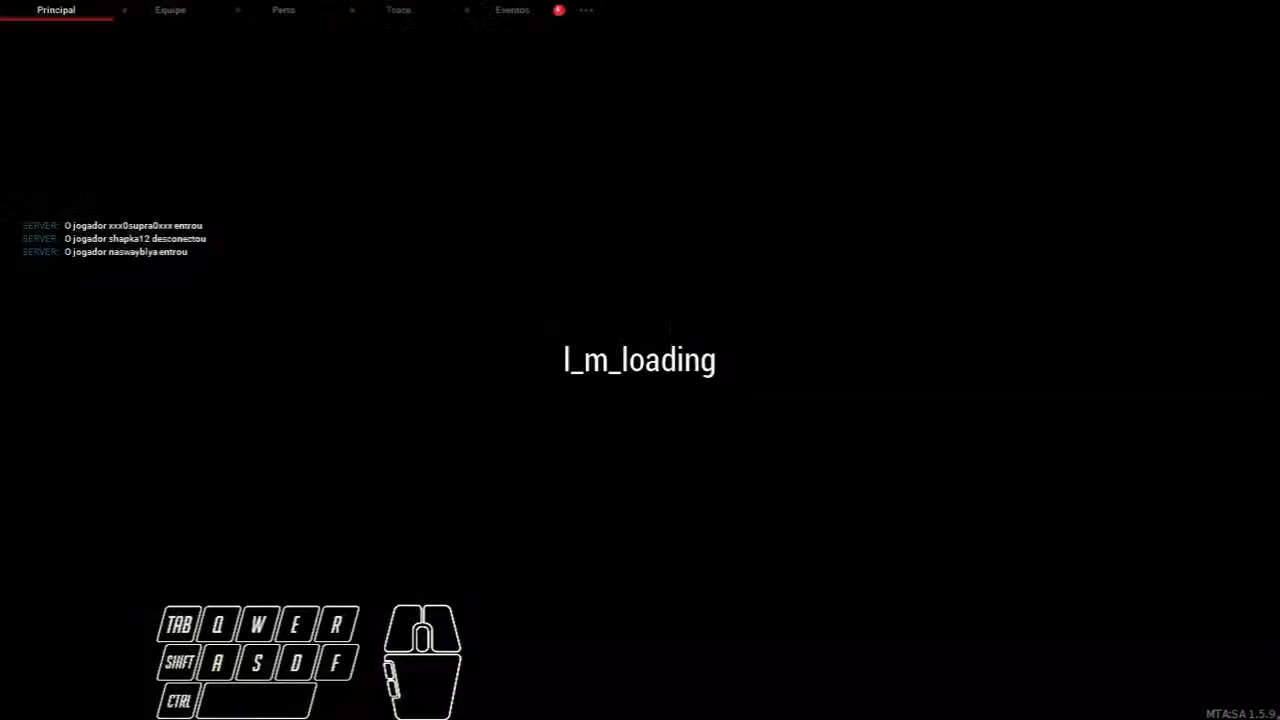 Principal
Equipe
Perto
Troca
Eventos
SERVER: O jogador xxx0supra0xxx entrou
SERVER: O jogador shapka12 desconectou
SERVER: O jogador naswayblya entrou
l_m_loading
TAB Q W E R
SHIFT A S D F
CTRL
MTA:SA 1.5.9